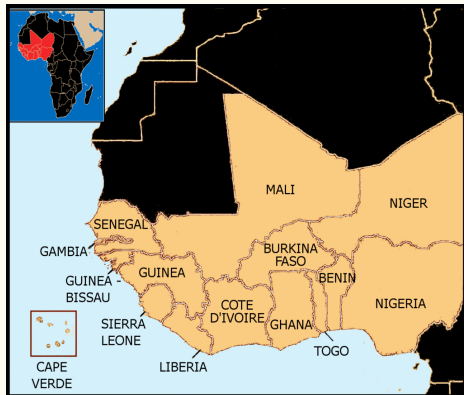 MALI
NIGER
SENEGAL
GAMBIA
BURKINA
FASO
GUINEA
BENIN
GUINEA -
BISSAU
NIGERIA
COTE
D'IVOIRE
GHANA
SIERRA
LEONE
TOGO
LIBERIA
CAPE
VERDE